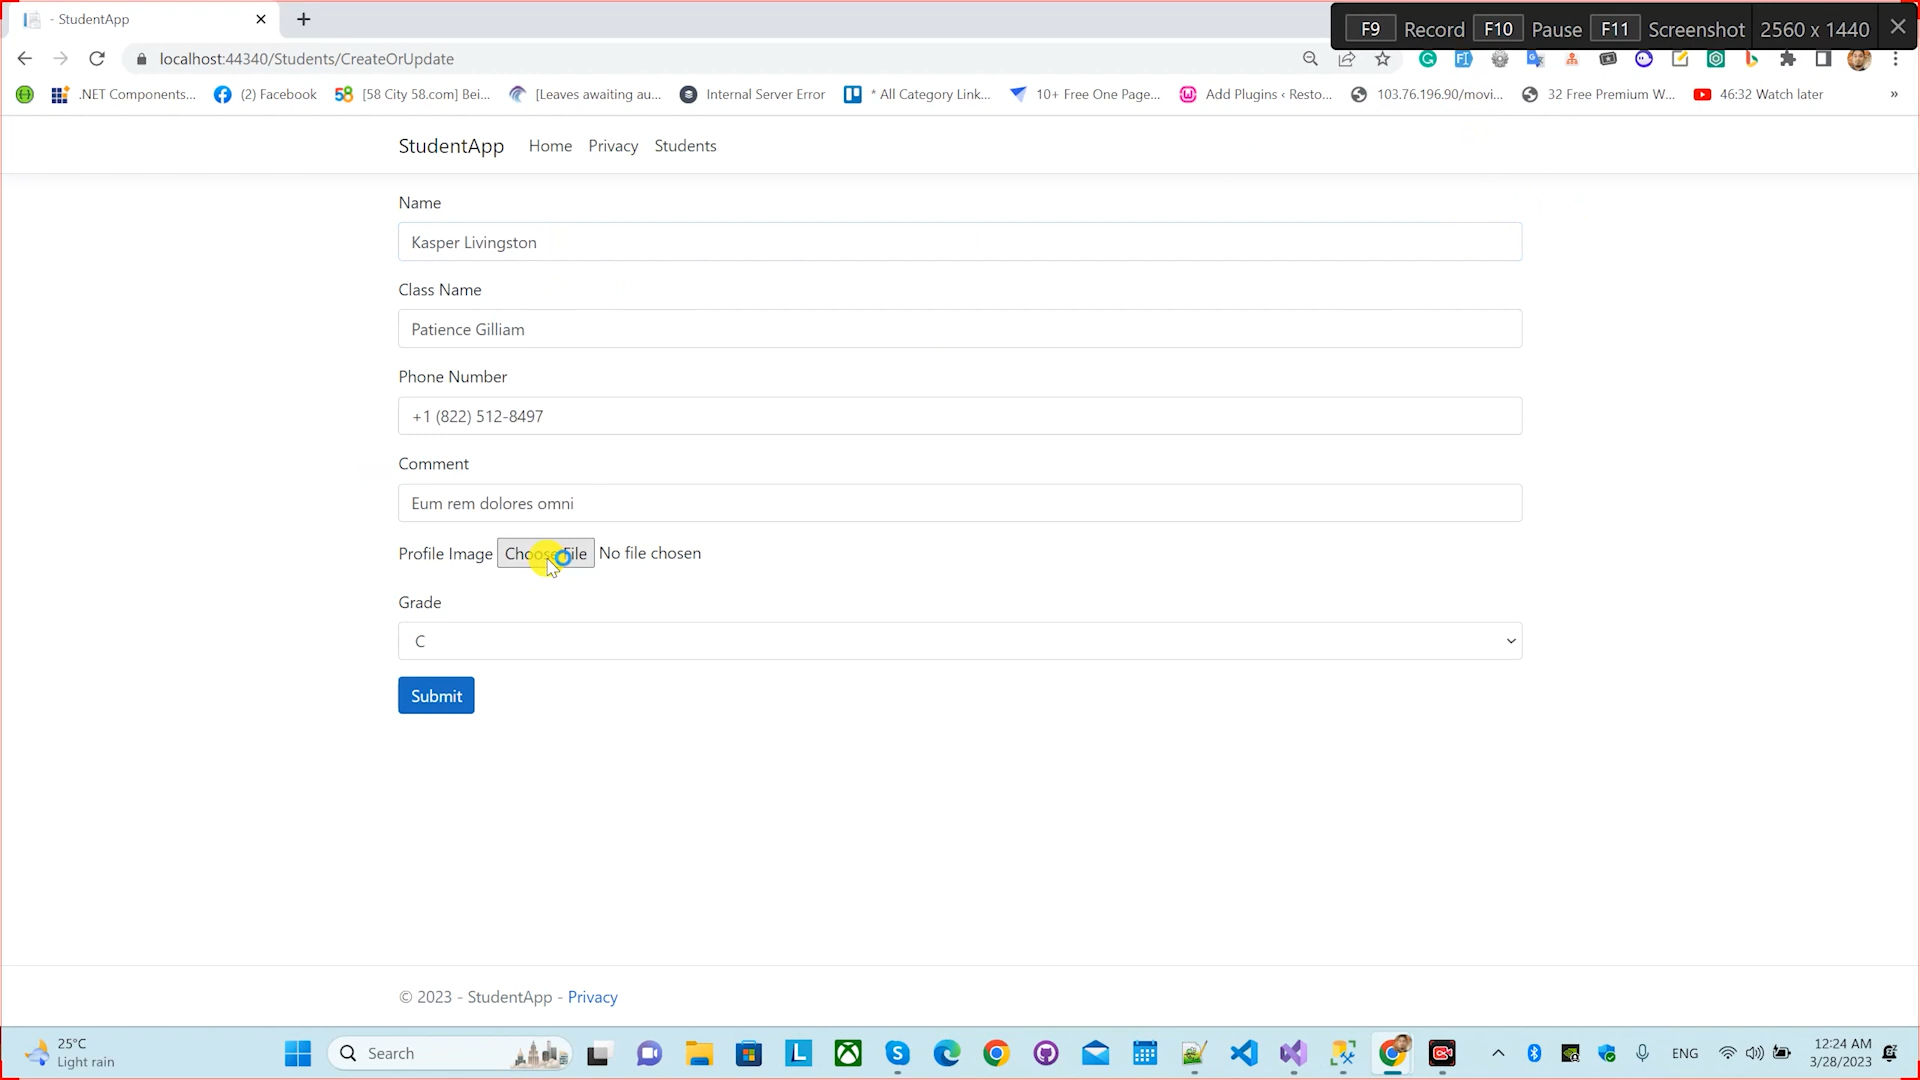 - StudentApp
F9 Record F10 Pause F11 Screenshot 2560 x 1440
localhost:44340/Students/CreateOrUpdate
.NET Components... (2) Facebook [58 City 58.com] Bei... [Leaves awaiting au... Internal Server Error * All Category Link... 10+ Free One Page... Add Plugins ‹ Resto... 103.76.196.90/movi... 32 Free Premium W... 46:32 Watch later »
StudentApp Home Privacy Students
Name
Kasper Livingston
Class Name
Patience Gilliam
Phone Number
+1 (822) 512-8497
Comment
Eum rem dolores omni
Profile Image Choose File No file chosen
Grade
C
Submit
© 2023 - StudentApp - Privacy
25°C
Light rain
Search
ENG
12:24 AM
3/28/2023